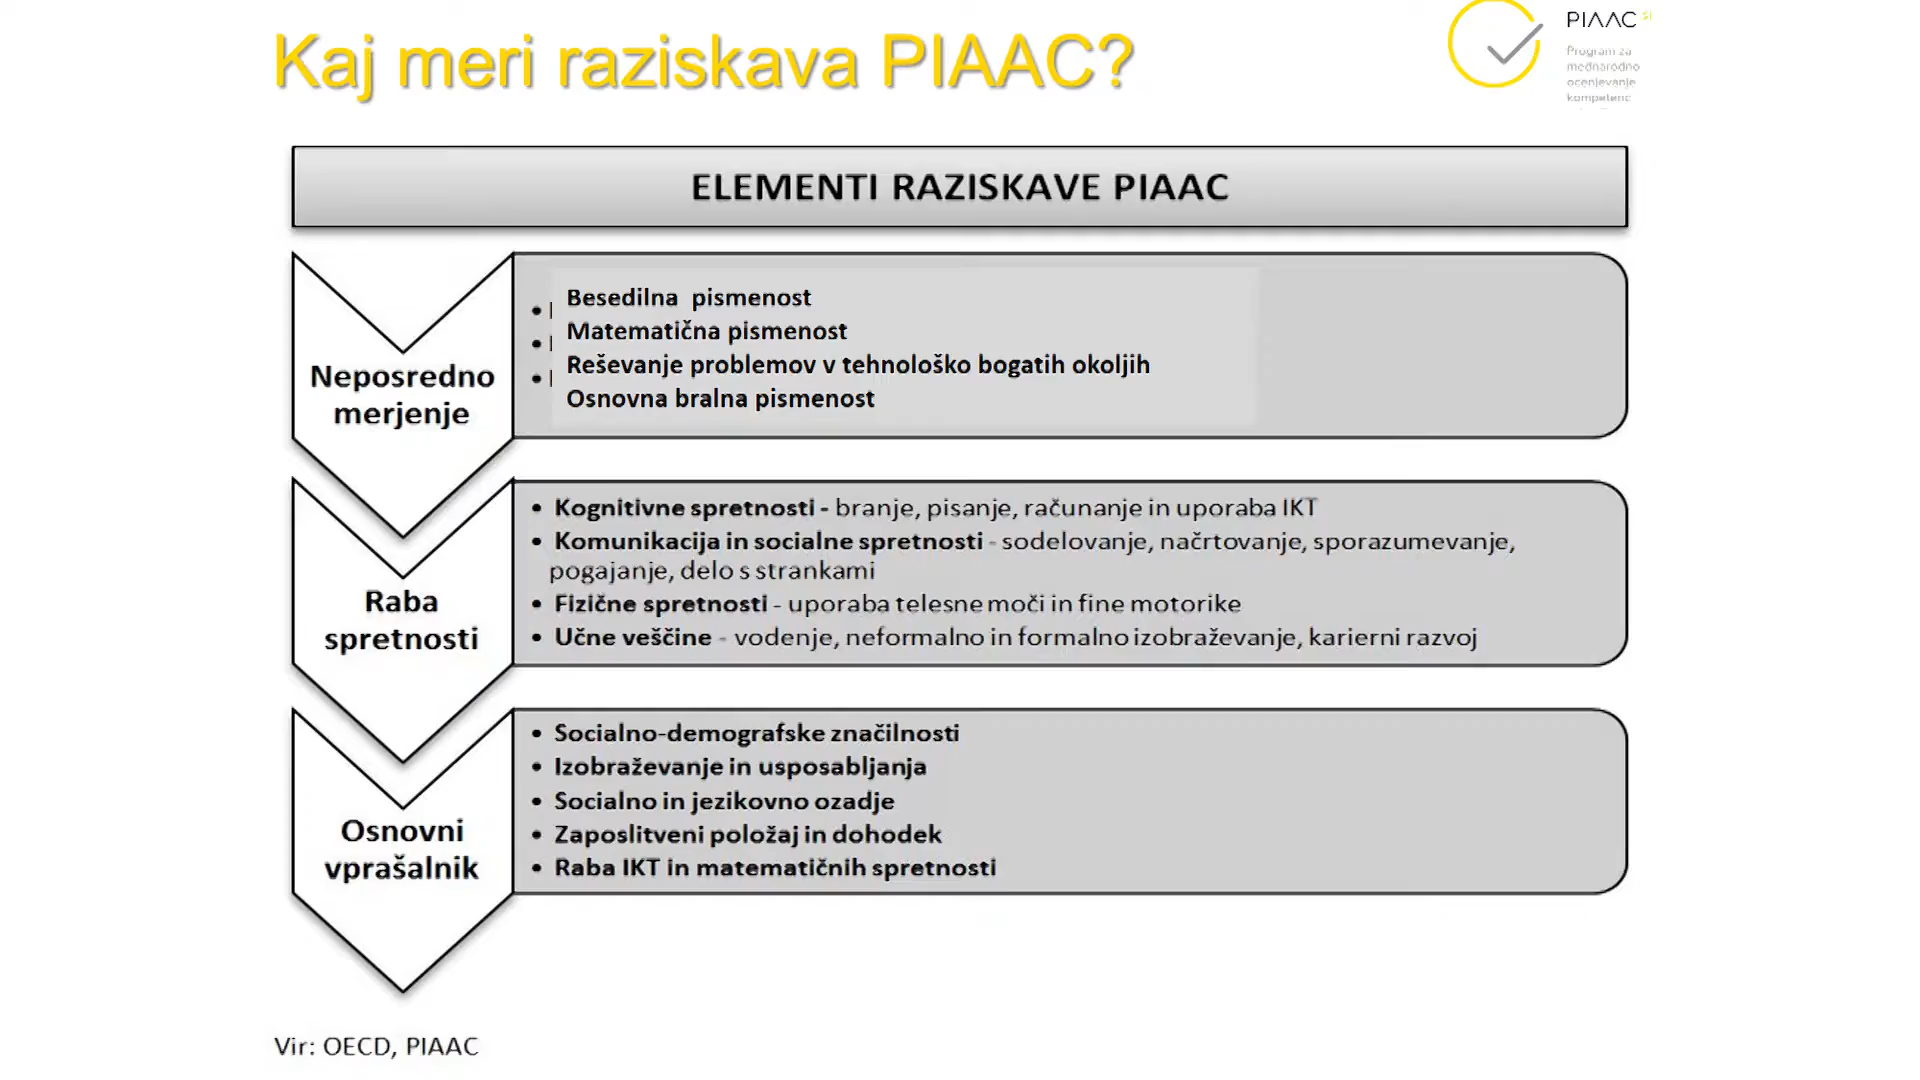 Kaj meri raziskava PIAAC?
PIAAC SI
Program za
mednarodno
ocenjevanje
kompetenc
ELEMENTI RAZISKAVE PIAAC
Neposredno
merjenje
Besedilna pismenost
Matematična pismenost
Reševanje problemov v tehnološko bogatih okoljih
Osnovna bralna pismenost
Raba
spretnosti
• Kognitivne spretnosti - branje, pisanje, računanje in uporaba IKT
• Komunikacija in socialne spretnosti - sodelovanje, načrtovanje, sporazumevanje,
pogajanje, delo s strankami
• Fizične spretnosti - uporaba telesne moči in fine motorike
• Učne veščine - vodenje, neformalno in formalno izobraževanje, karierni razvoj
Osnovni
vprašalnik
• Socialno-demografske značilnosti
• Izobraževanje in usposabljanja
• Socialno in jezikovno ozadje
• Zaposlitveni položaj in dohodek
• Raba IKT in matematičnih spretnosti
Vir: OECD, PIAAC